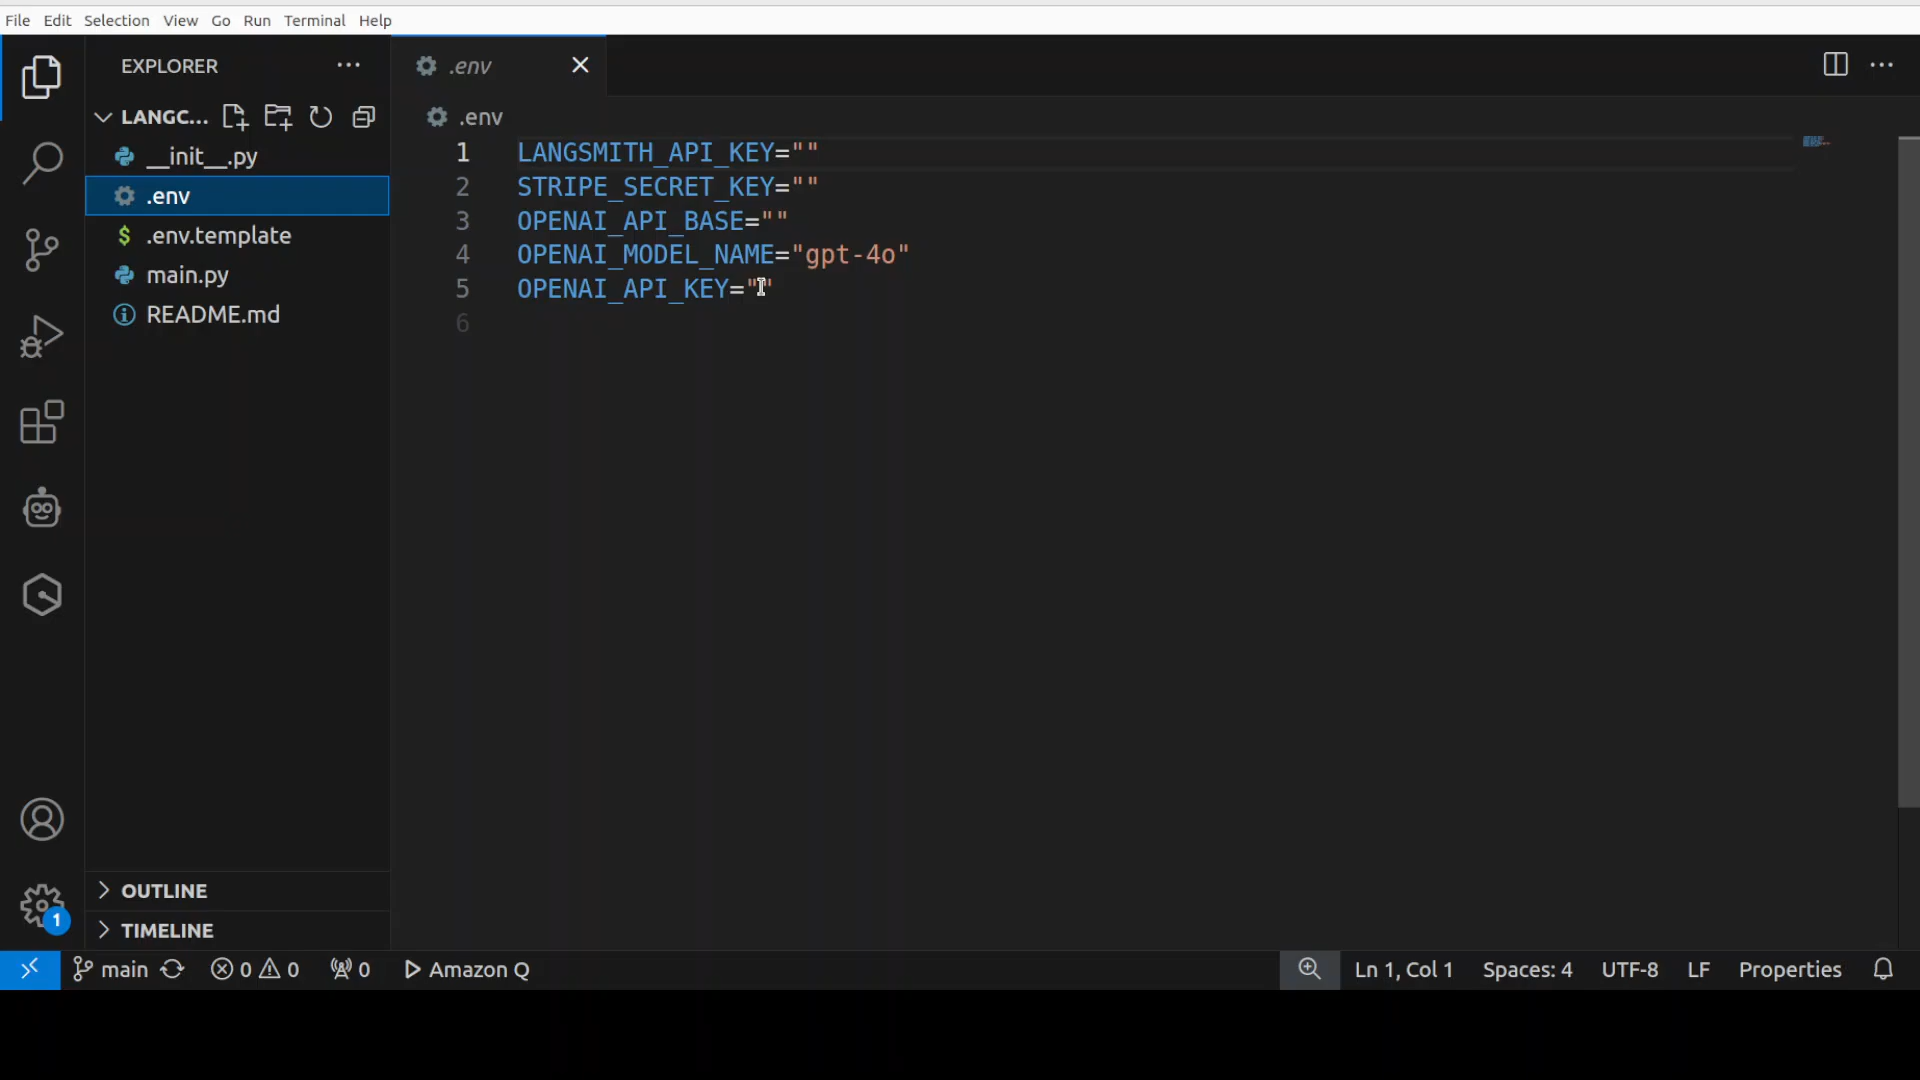 File Edit Selection View Go Run Terminal Help
EXPLORER
.env
LANGC...
.env
__init__.py
.env
.env.template
main.py
README.md
1 LANGSMITH_API_KEY=""
2 STRIPE_SECRET_KEY=""
3 OPENAI_API_BASE=""
4 OPENAI_MODEL_NAME="gpt-4o"
5 OPENAI_API_KEY=""
6
OUTLINE
TIMELINE
1
main 0 0 0 Amazon Q Ln 1, Col 1 Spaces: 4 UTF-8 LF Properties